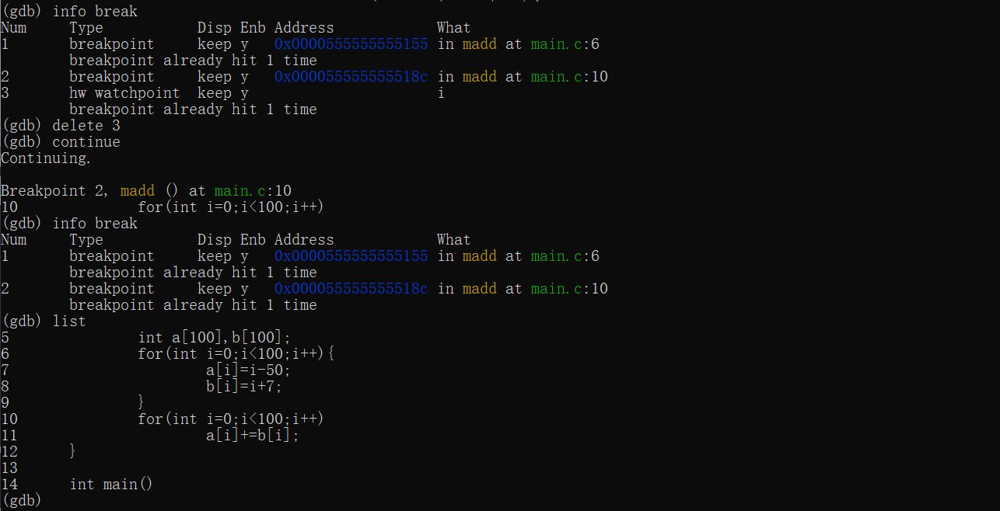 (gdb) info break
Num     Type           Disp Enb Address            What
1       breakpoint     keep y   0x0000555555555155 in madd at main.c:6
        breakpoint already hit 1 time
2       breakpoint     keep y   0x000055555555518c in madd at main.c:10
3       hw watchpoint  keep y                      i
        breakpoint already hit 1 time
(gdb) delete 3
(gdb) continue
Continuing.
Breakpoint 2, madd () at main.c:10
10              for(int i=0;i<100;i++)
(gdb) info break
Num     Type           Disp Enb Address            What
1       breakpoint     keep y   0x0000555555555155 in madd at main.c:6
        breakpoint already hit 1 time
2       breakpoint     keep y   0x000055555555518c in madd at main.c:10
        breakpoint already hit 1 time
(gdb) list
5               int a[100],b[100];
6               for(int i=0;i<100;i++){
7                       a[i]=i-50;
8                       b[i]=i+7;
9               }
10              for(int i=0;i<100;i++)
11                      a[i]+=b[i];
12      }
13
14      int main()
(gdb)